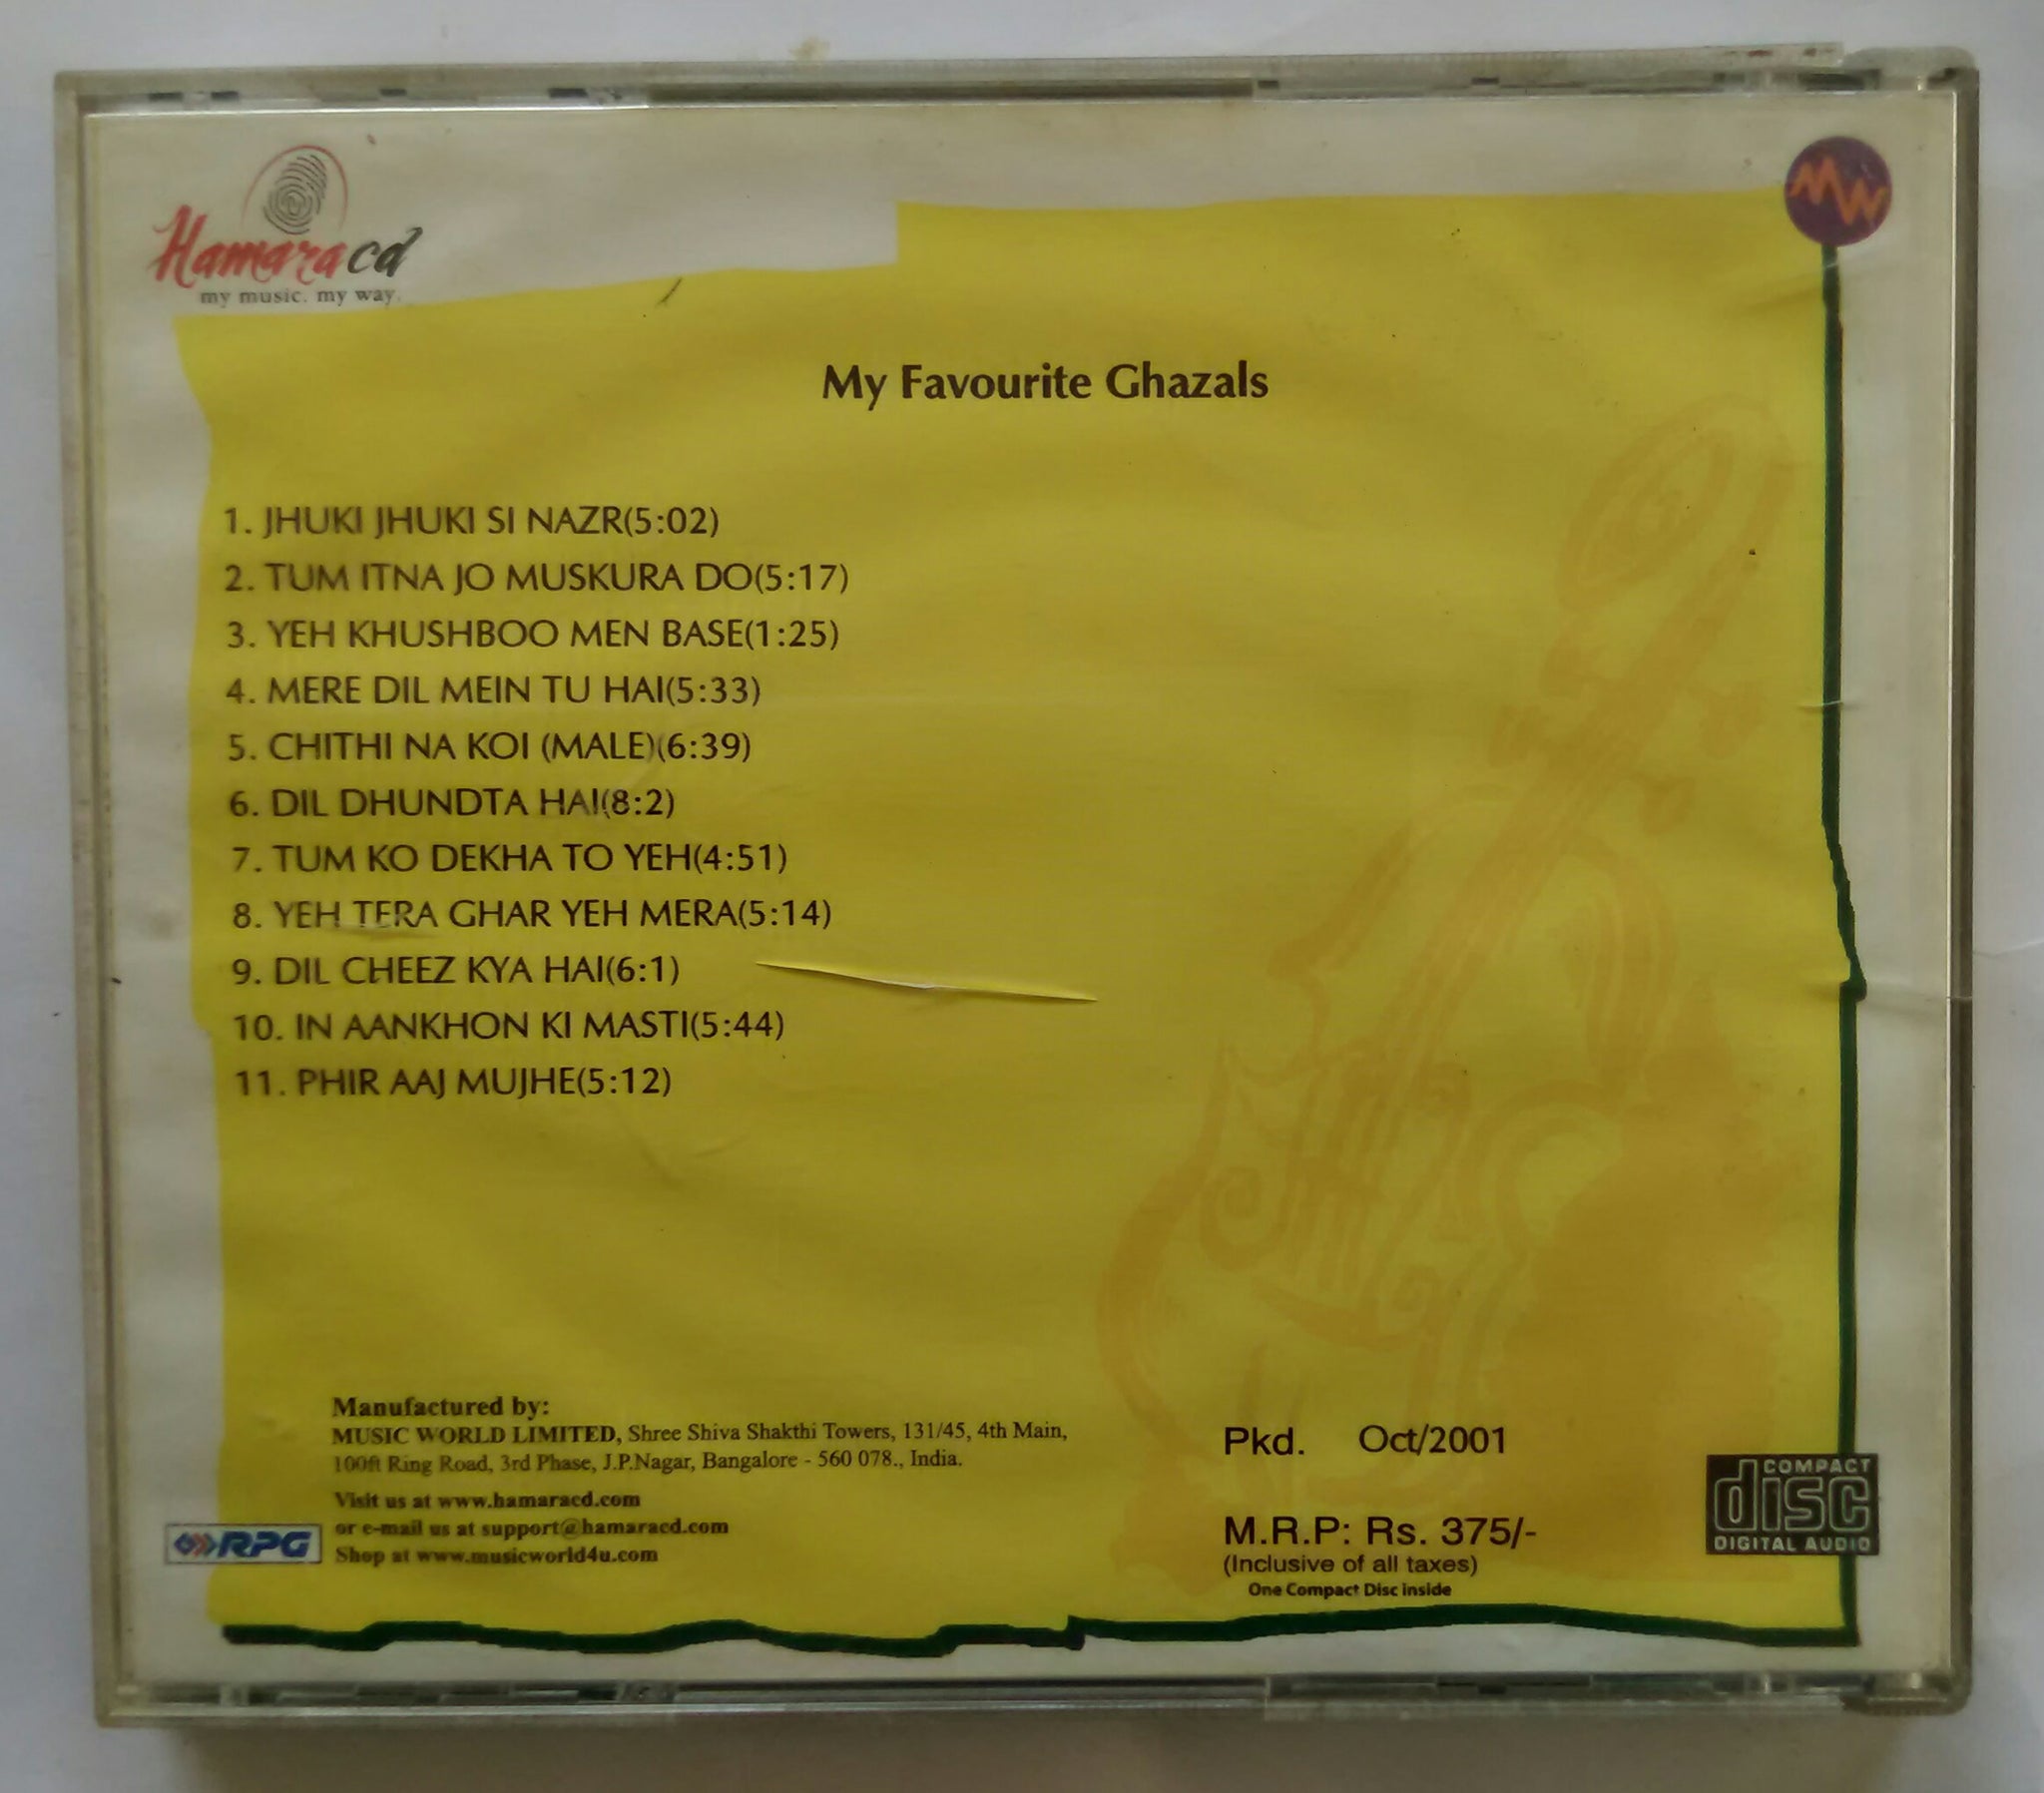 Hamaracd
my music. my way.
MW
My Favourite Ghazals
1. JHUKI JHUKI SI NAZR(5:02)
2. TUM ITNA JO MUSKURA DO(5:17)
3. YEH KHUSHBOO MEN BASE(1:25)
4. MERE DIL MEIN TU HAI(5:33)
5. CHITHI NA KOI (MALE)(6:39)
6. DIL DHUNDTA HAI(8:2)
7. TUM KO DEKHA TO YEH(4:51)
8. YEH TERA GHAR YEH MERA(5:14)
9. DIL CHEEZ KYA HAI(6:1)
10. IN AANKHON KI MASTI(5:44)
11. PHIR AAJ MUJHE(5:12)
Manufactured by:
MUSIC WORLD LIMITED, Shree Shiva Shakthi Towers, 131/45, 4th Main,
100ft Ring Road, 3rd Phase, J.P.Nagar, Bangalore - 560 078., India.
Visit us at www.hamaracd.com
or e-mail us at support@hamaracd.com
Shop at www.musicworld4u.com
RPG
Pkd. Oct/2001
M.R.P: Rs. 375/-
(Inclusive of all taxes)
One Compact Disc inside
COMPACT
disc
DIGITAL AUDIO